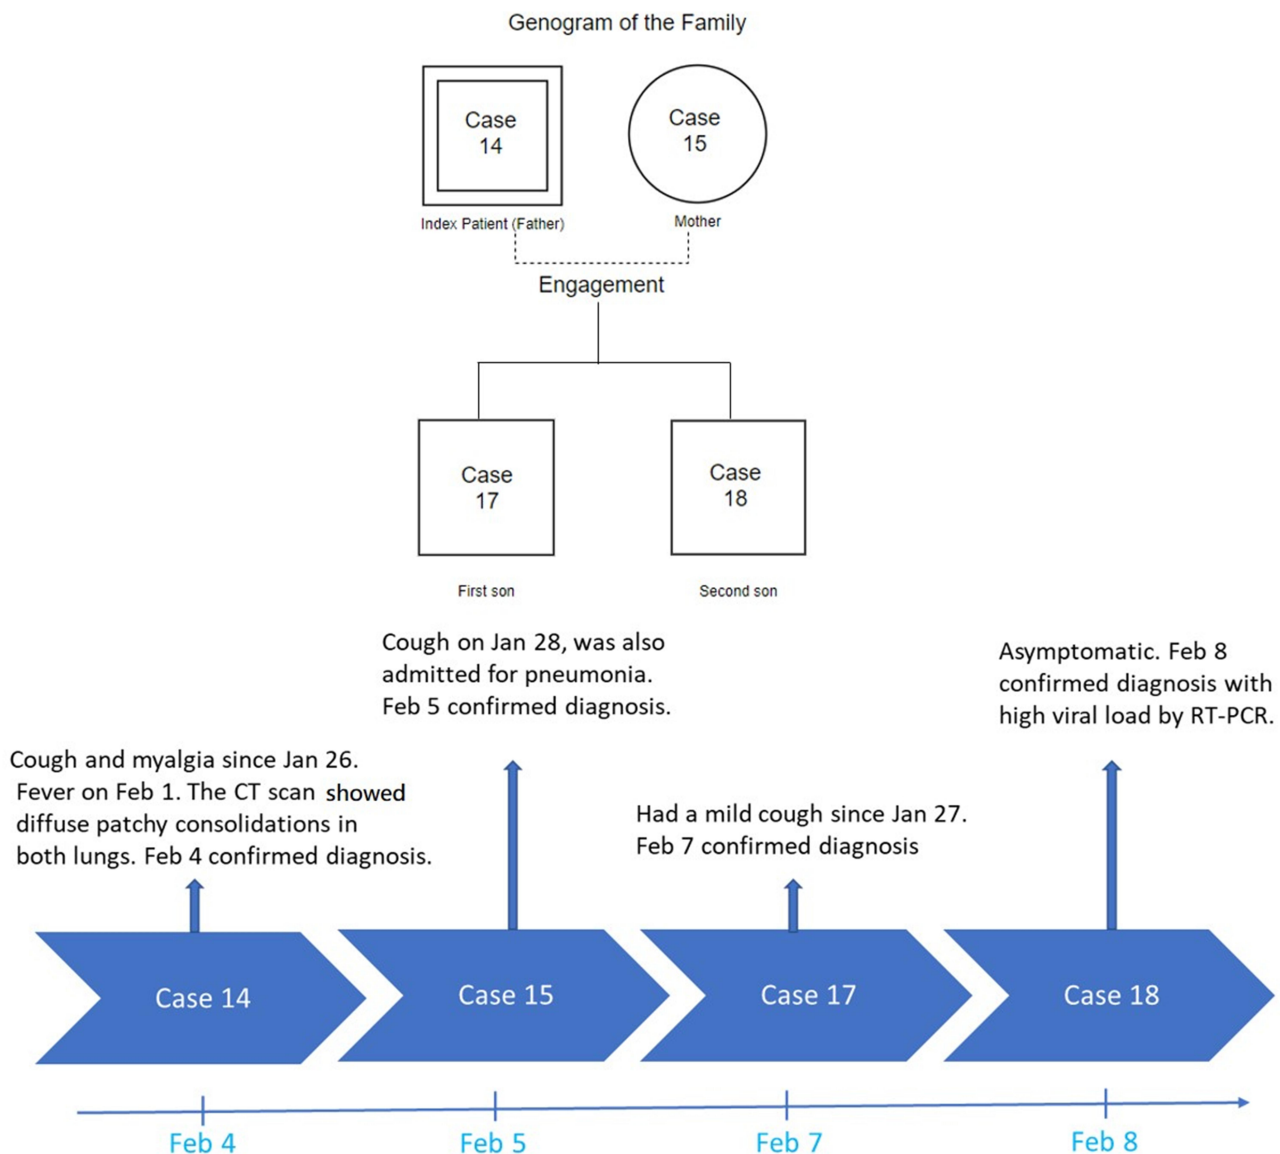 Genogram of the Family
Case
14
Case
15
Index Patient (Father)
Mother
Engagement
Case
17
Case
18
First son
Second son
Cough on Jan 28, was also
admitted for pneumonia.
Feb 5 confirmed diagnosis.
Asymptomatic. Feb 8
confirmed diagnosis with
high viral load by RT-PCR.
Cough and myalgia since Jan 26.
Fever on Feb 1. The CT scan showed
diffuse patchy consolidations in
both lungs. Feb 4 confirmed diagnosis.
Had a mild cough since Jan 27.
Feb 7 confirmed diagnosis
Case 14
Case 15
Case 17
Case 18
Feb 4
Feb 5
Feb 7
Feb 8